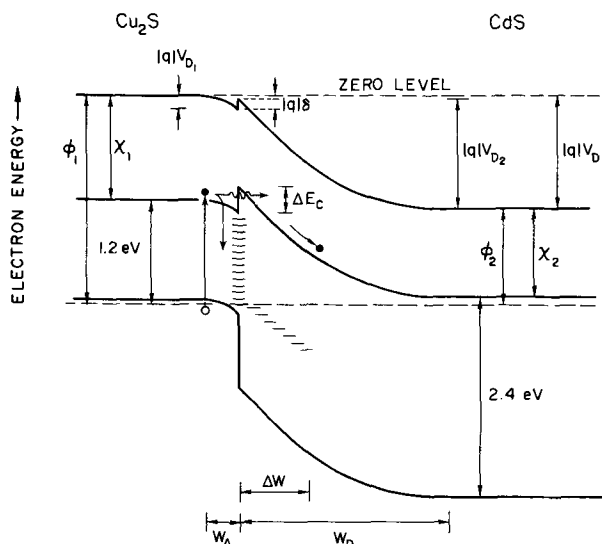 Cu₂S
CdS
|q|V_D₁
ZERO LEVEL
|q|δ
ELECTRON ENERGY →
ϕ₁
χ₁
|q|V_D₂
|q|V_D
ΔE_C
1.2 eV
ϕ₂
χ₂
2.4 eV
ΔW
W_A
W_D